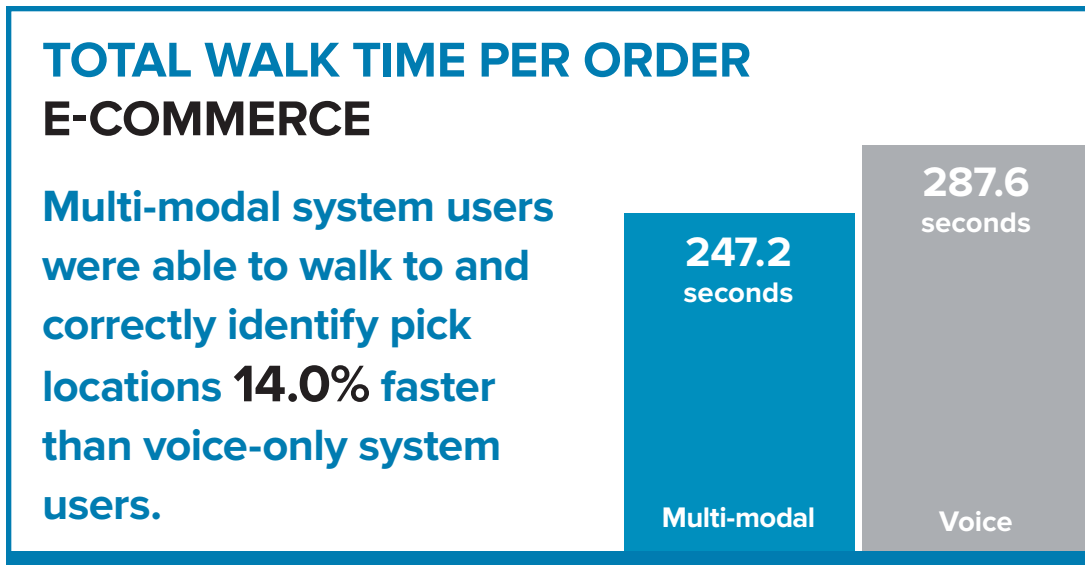 TOTAL WALK TIME PER ORDER
E-COMMERCE
Multi-modal system users
were able to walk to and
correctly identify pick
locations 14.0% faster
than voice-only system
users.
247.2
seconds
Multi-modal
287.6
seconds
Voice